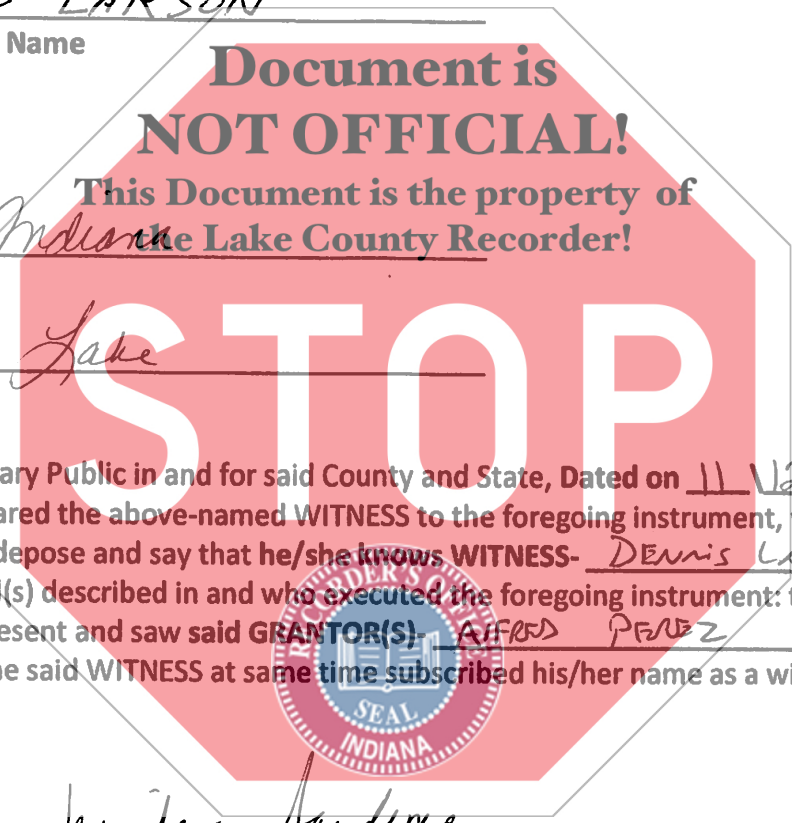 LARSON
Name
Document is
NOT OFFICIAL!
This Document is the property of
Indiana
the Lake County Recorder!
Lake
STOP
ary Public in and for said County and State, Dated on 11
ared the above-named WITNESS to the foregoing instrument,
depose and say that he/she knows WITNESS- DENNIS LA
(s) described in and who executed the foregoing instrument:
esent and saw said GRANTOR(S)- AlFRED PEREZ
e said WITNESS at same time subscribed his/her name as a wi
RECORDER'S OFFICE
SEAL
INDIANA